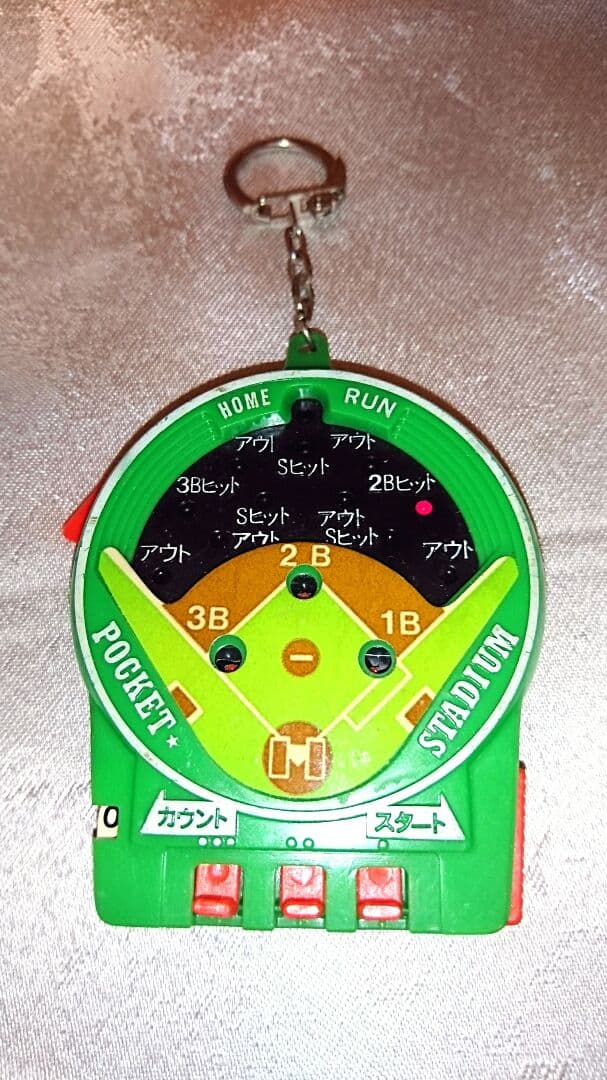 HOME RUN
アウト アウト
Sヒット
3Bヒット 2Bヒット
Sヒット アウト
アウト アウト Sヒット アウト
2 B
3B 1B
POCKET★ STADIUM
0
カウント スタート